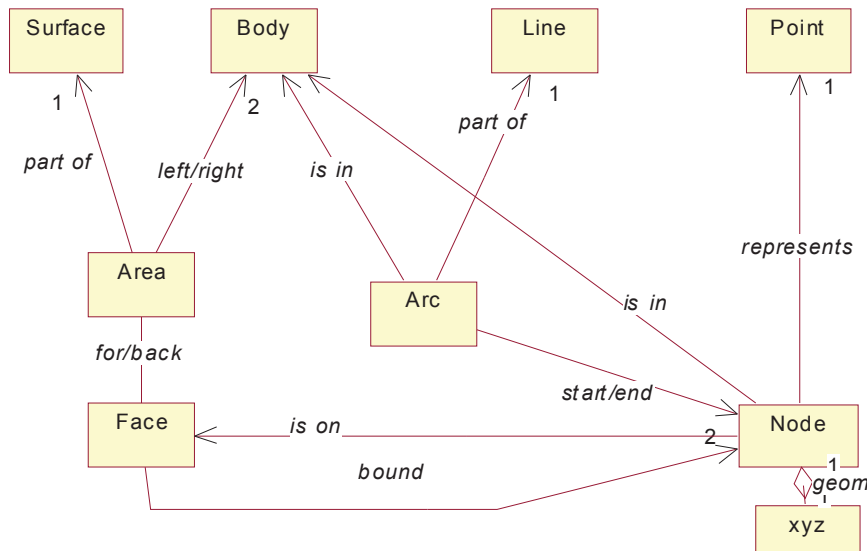 Surface Body Line Point
1 2 1 1
part of
part of left/right is in
represents
Area
Arc is in
for/back
start/end
Face is on 2 Node
bound 1
geom
xyz